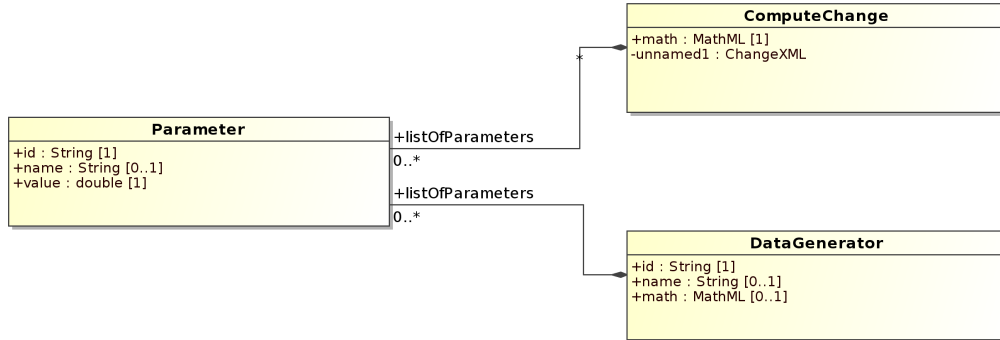 ComputeChange
+math : MathML [1]
-unnamed1 : ChangeXML
*
Parameter
+id : String [1]
+name : String [0..1]
+value : double [1]
+listOfParameters
0..*
+listOfParameters
0..*
DataGenerator
+id : String [1]
+name : String [0..1]
+math : MathML [0..1]